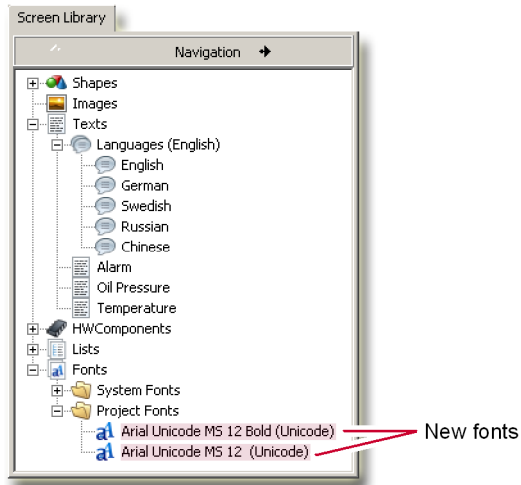 Screen Library
Navigation
Shapes
Images
Texts
Languages (English)
English
German
Swedish
Russian
Chinese
Alarm
Oil Pressure
Temperature
HWComponents
Lists
Fonts
System Fonts
Project Fonts
Arial Unicode MS 12 Bold (Unicode)
Arial Unicode MS 12 (Unicode)
New fonts